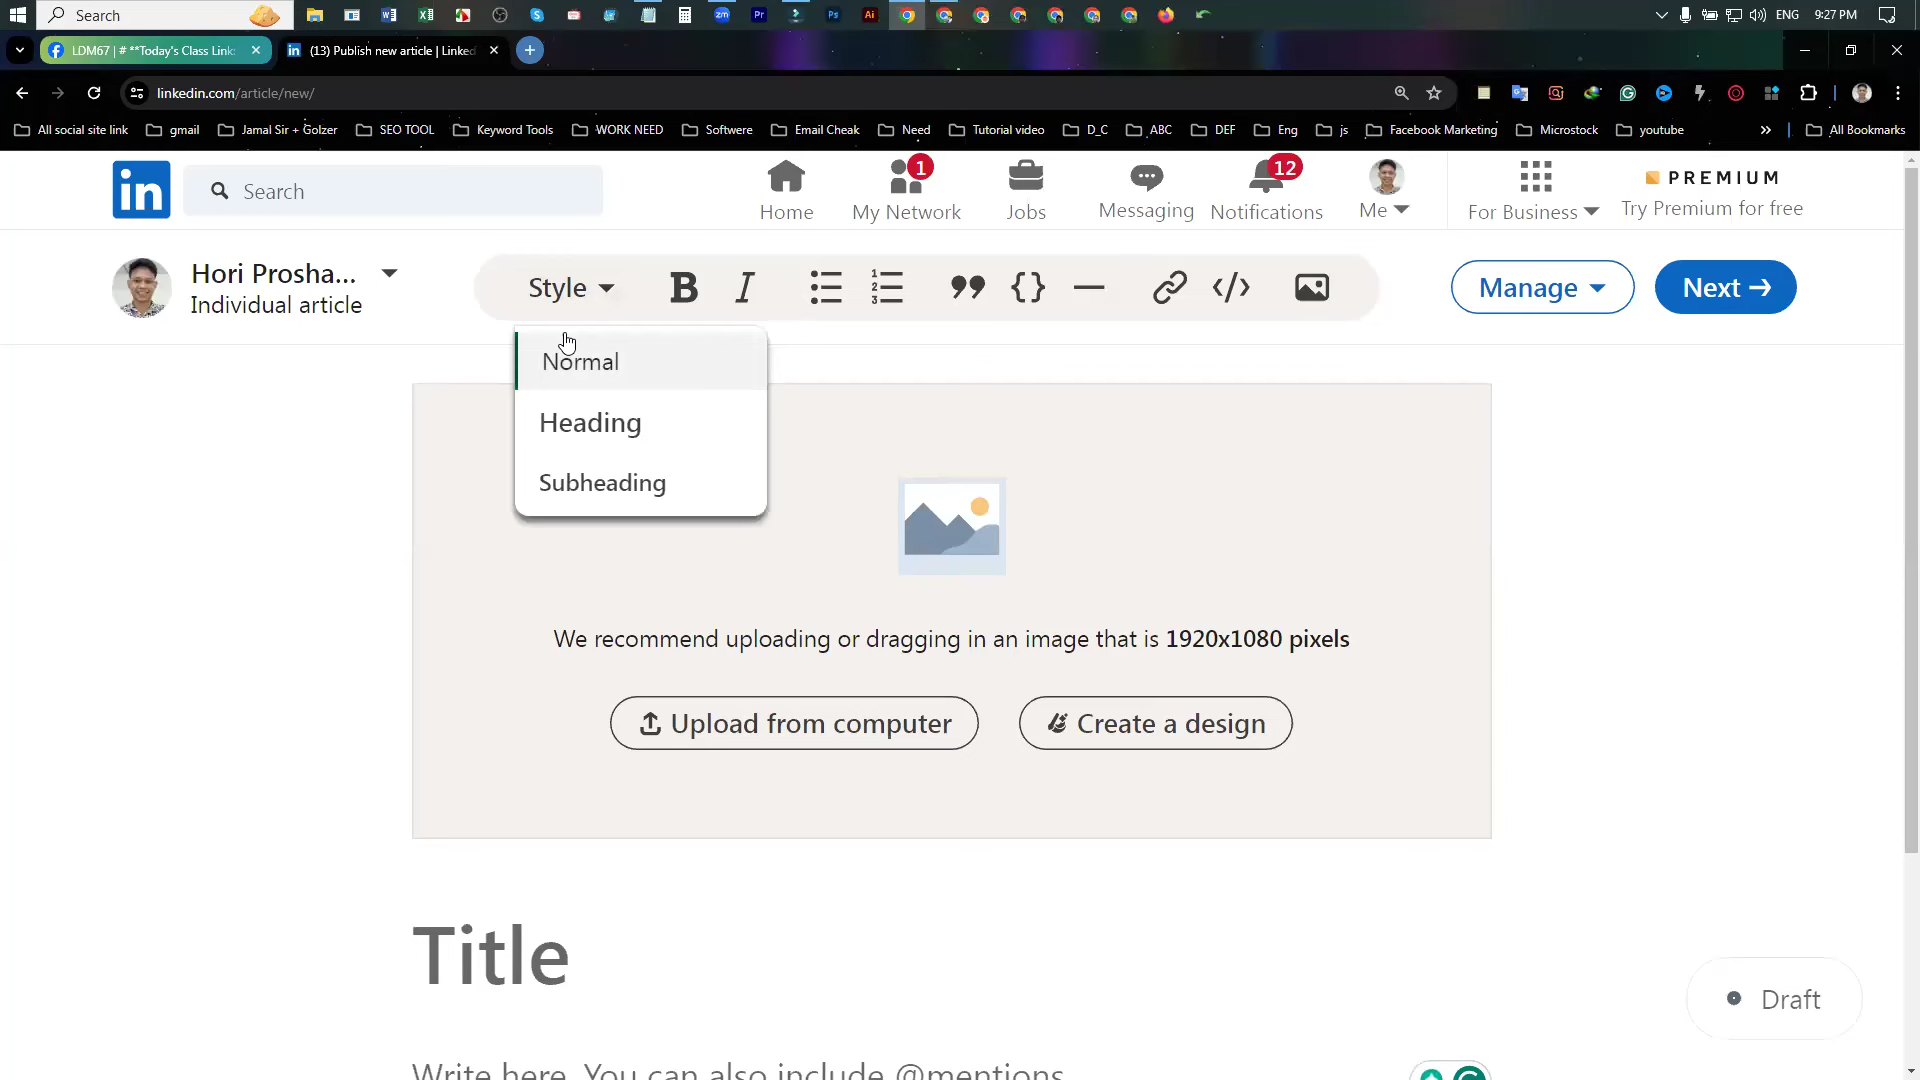 Search
ENG
9:27 PM
LDM67 | # **Today's Class Link
(13) Publish new article | Linked
linkedin.com/article/new/
All social site link
gmail
Jamal Sir + Golzer
SEO TOOL
Keyword Tools
WORK NEED
Softwere
Email Cheak
Need
Tutorial video
D_C
ABC
DEF
Eng
js
Facebook Marketing
Microstock
youtube
All Bookmarks
in
Search
Home
1
My Network
Jobs
Messaging
12
Notifications
Me
For Business
PREMIUM
Try Premium for free
Hori Prosha...
Individual article
Style
B
I
Manage
Next →
Normal
Heading
Subheading
We recommend uploading or dragging in an image that is 1920x1080 pixels
Upload from computer
Create a design
Title
Draft
Write here. You can also include @mentions